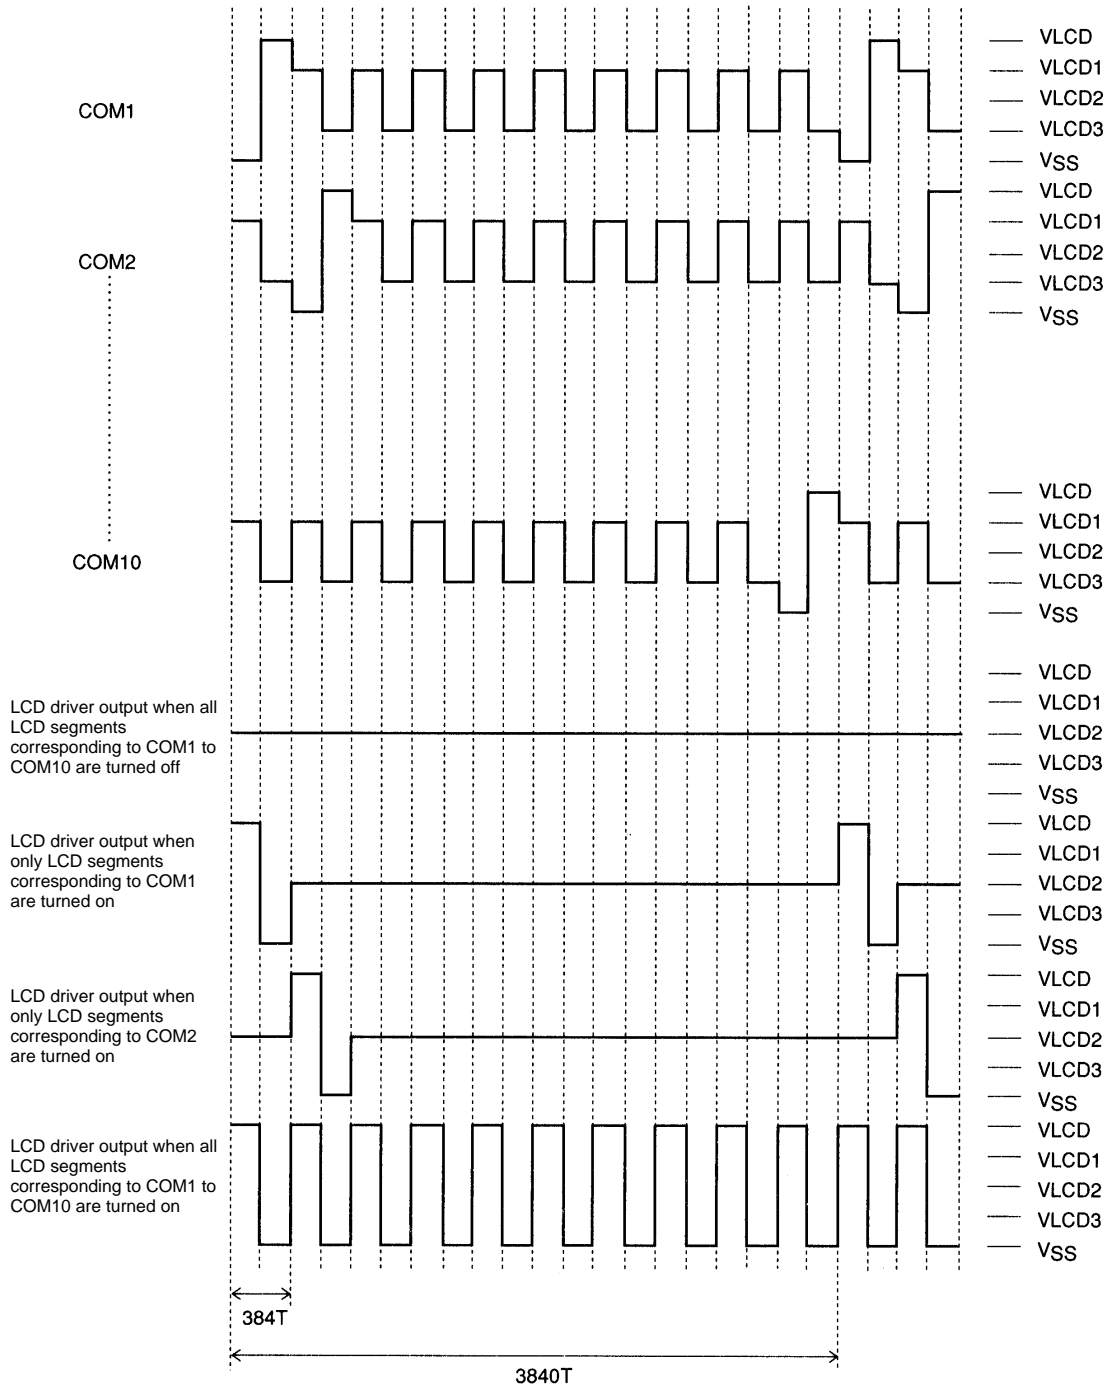 VLCD
VLCD1
COM1
VLCD2
VLCD3
VSS
VLCD
VLCD1
COM2
VLCD2
VLCD3
VSS
VLCD
VLCD1
VLCD2
COM10
VLCD3
VSS
VLCD
LCD driver output when all
LCD segments
corresponding to COM1 to
COM10 are turned off
VLCD1
VLCD2
VLCD3
VSS
VLCD
LCD driver output when
only LCD segments
corresponding to COM1
are turned on
VLCD1
VLCD2
VLCD3
VSS
VLCD
LCD driver output when
only LCD segments
corresponding to COM2
are turned on
VLCD1
VLCD2
VLCD3
VSS
VLCD
LCD driver output when all
LCD segments
corresponding to COM1 to
COM10 are turned on
VLCD1
VLCD2
VLCD3
VSS
384T
3840T